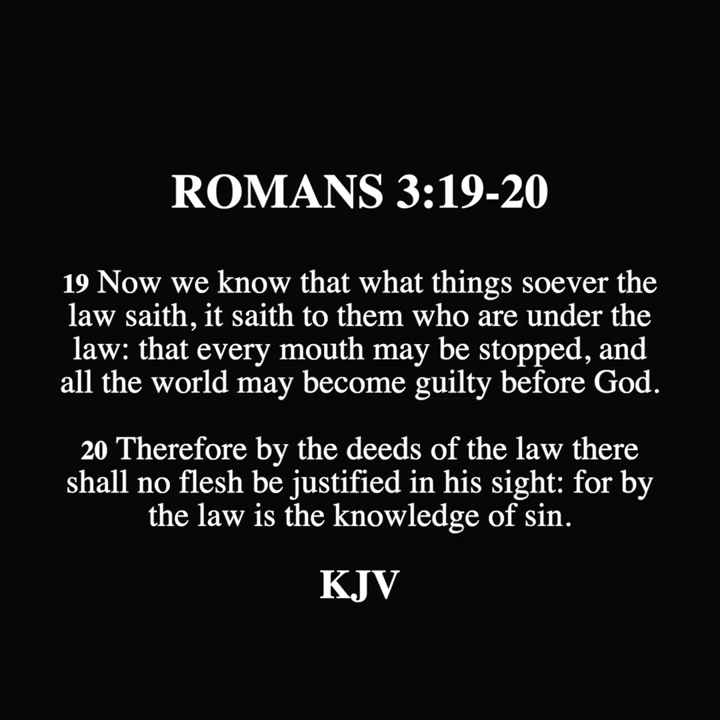 ROMANS 3:19-20
19 Now we know that what things soever the
law saith, it saith to them who are under the
law: that every mouth may be stopped, and
all the world may become guilty before God.
20 Therefore by the deeds of the law there
shall no flesh be justified in his sight: for by
the law is the knowledge of sin.
KJV